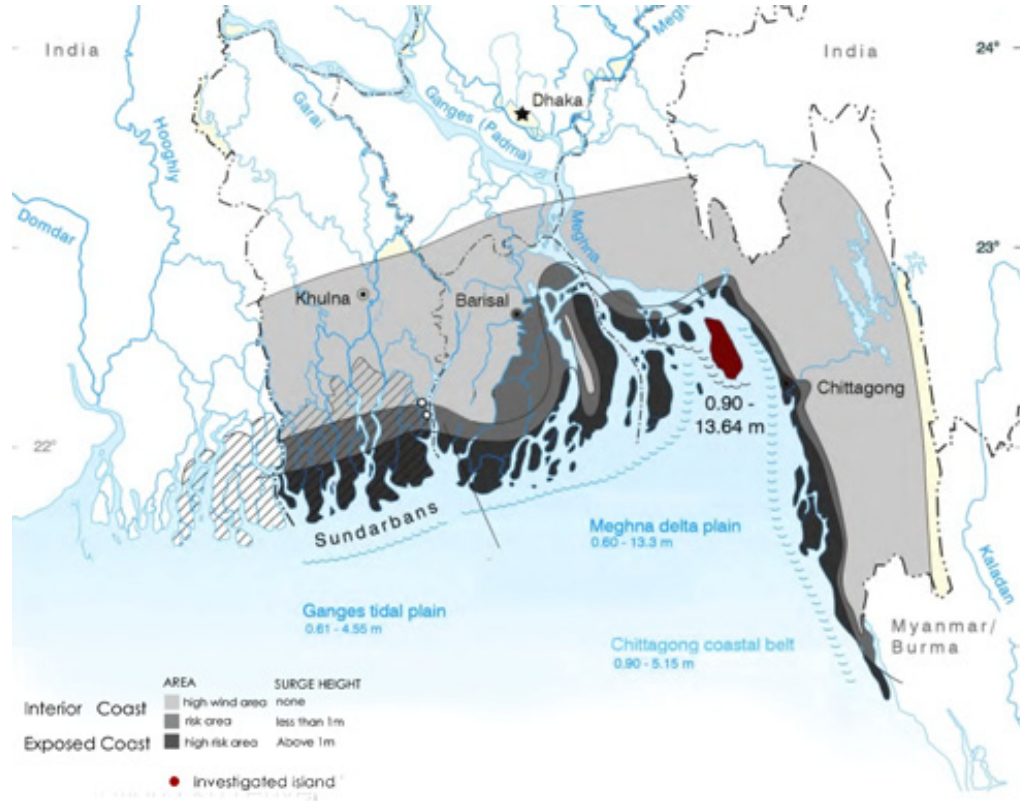 India
India
24°
Meghn
Dhaka
Ganges (Padma)
Garai
Hooghly
Domdar
23°
Meghna
Khulna
Barisal
Chittagong
0.90 -
13.64 m
22°
Sundarbans
Meghna delta plain
0.60 - 13.3 m
Kaladan
Ganges tidal plain
0.61 - 4.55 m
Chittagong coastal belt
0.90 - 5.15 m
Myanmar/
Burma
AREA SURGE HEIGHT
Interior Coast
high wind area none
risk area less than 1m
Exposed Coast
high risk area Above 1m
Investigated island